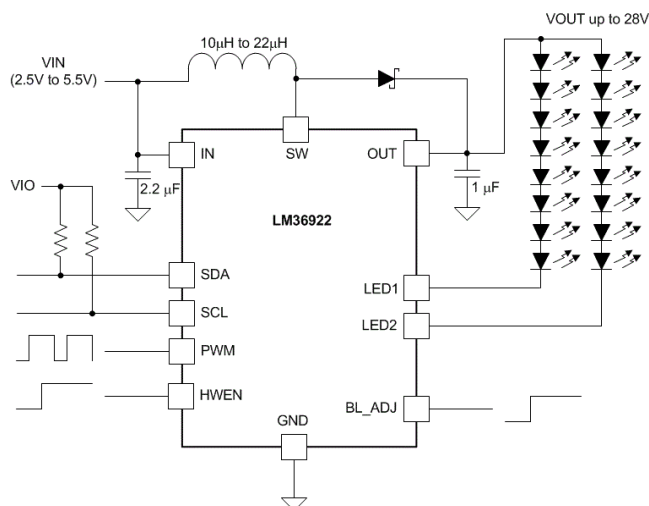 VOUT up to 28V
10µH to 22µH
VIN
(2.5V to 5.5V)
IN
SW
OUT
2.2 µF
1 µF
VIO
LM36922
SDA
LED1
SCL
LED2
PWM
HWEN
BL_ADJ
GND